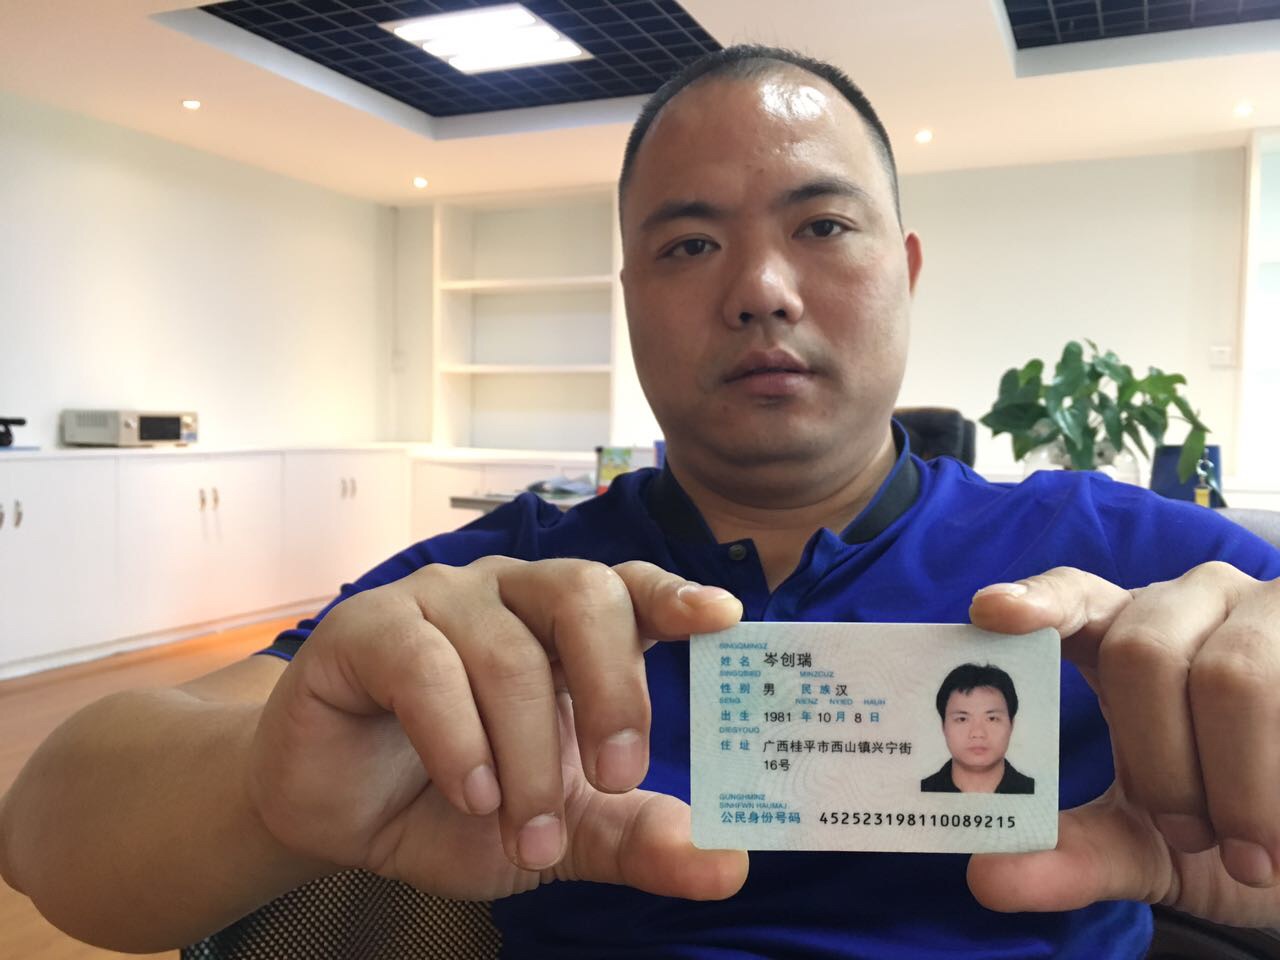 SINGQMINGZ
姓名 岑创瑞
SINGQBIED MINZCUZ
性别 男 民族 汉
SENG NIENZ NYIED HAUH
出生 1981 年 10 月 8 日
DIEGYOUQ
住址 广西桂平市西山镇兴宁街
16号
GUNGHMINZ
SINHFWN HAUMAJ
公民身份号码 452523198110089215